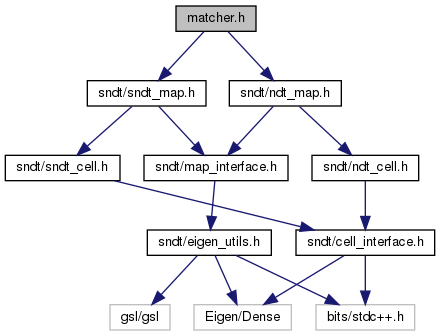 matcher.h
sndt/sndt_map.h
sndt/ndt_map.h
sndt/sndt_cell.h
sndt/map_interface.h
sndt/ndt_cell.h
sndt/eigen_utils.h
sndt/cell_interface.h
gsl/gsl
Eigen/Dense
bits/stdc++.h